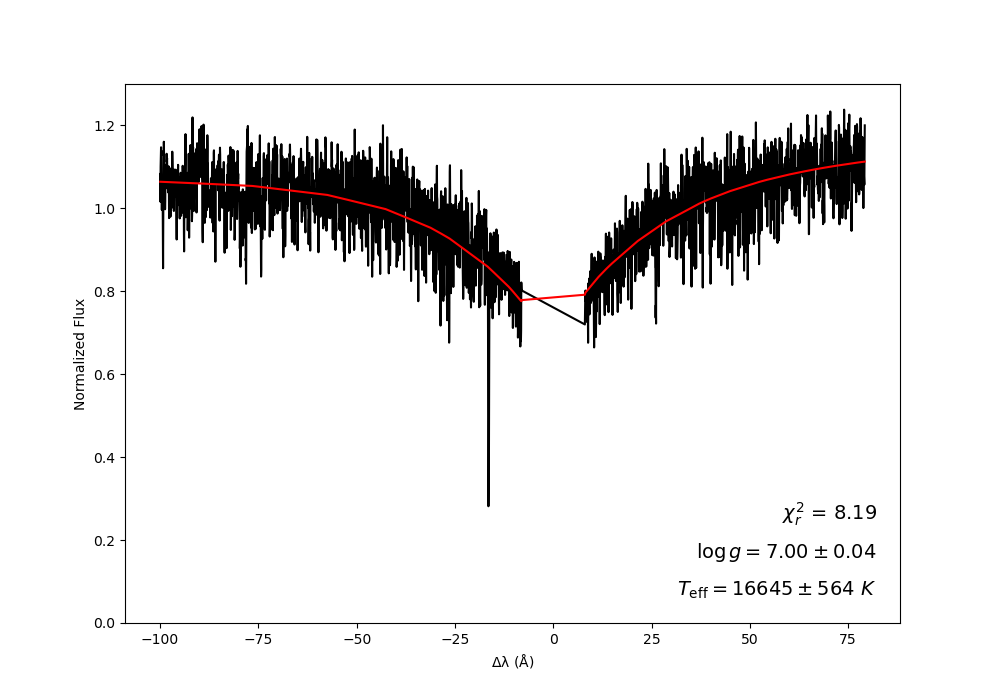 Normalized Flux
1.2
1.0
0.8
0.6
0.4
0.2
0.0
χ²ᵣ = 8.19
log g = 7.00 ± 0.04
T_eff = 16645 ± 564 K
−100 −75 −50 −25 0 25 50 75
Δλ (Å)